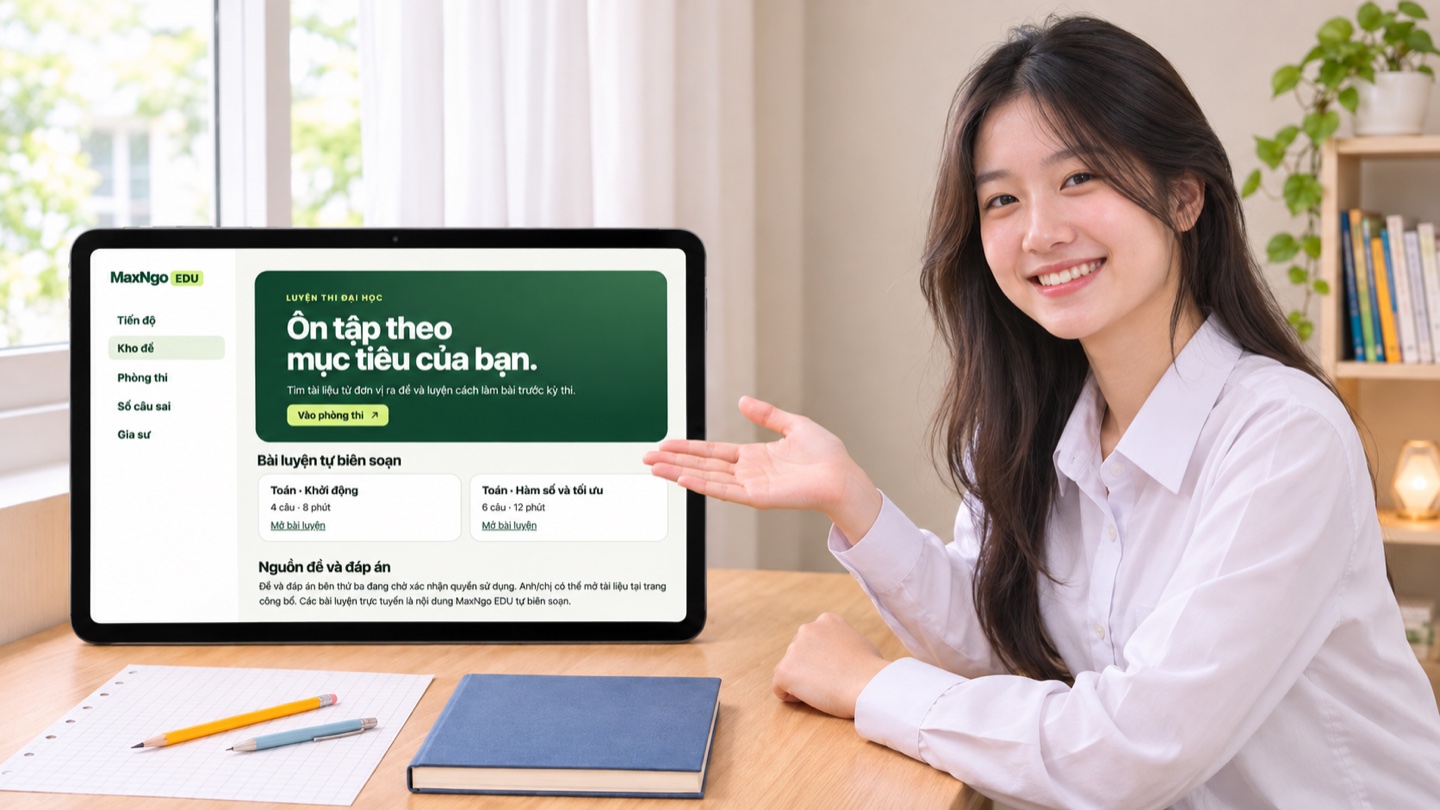 MaxNgo EDU
Tiến độ
Kho đề
Phòng thi
Sổ câu sai
Gia sư
LUYỆN THI ĐẠI HỌC
Ôn tập theo
mục tiêu của bạn.
Tìm tài liệu từ đơn vị ra đề và luyện cách làm bài trước kỳ thi.
Vào phòng thi ↗
Bài luyện tự biên soạn
Toán · Khởi động
4 câu · 8 phút
Mở bài luyện
Toán · Hàm số và tối ưu
6 câu · 12 phút
Mở bài luyện
Nguồn đề và đáp án
Đề và đáp án bên thứ ba đang chờ xác nhận quyền sử dụng. Anh/chị có thể mở tài liệu tại trang
công bố. Các bài luyện trực tuyến là nội dung MaxNgo EDU tự biên soạn.